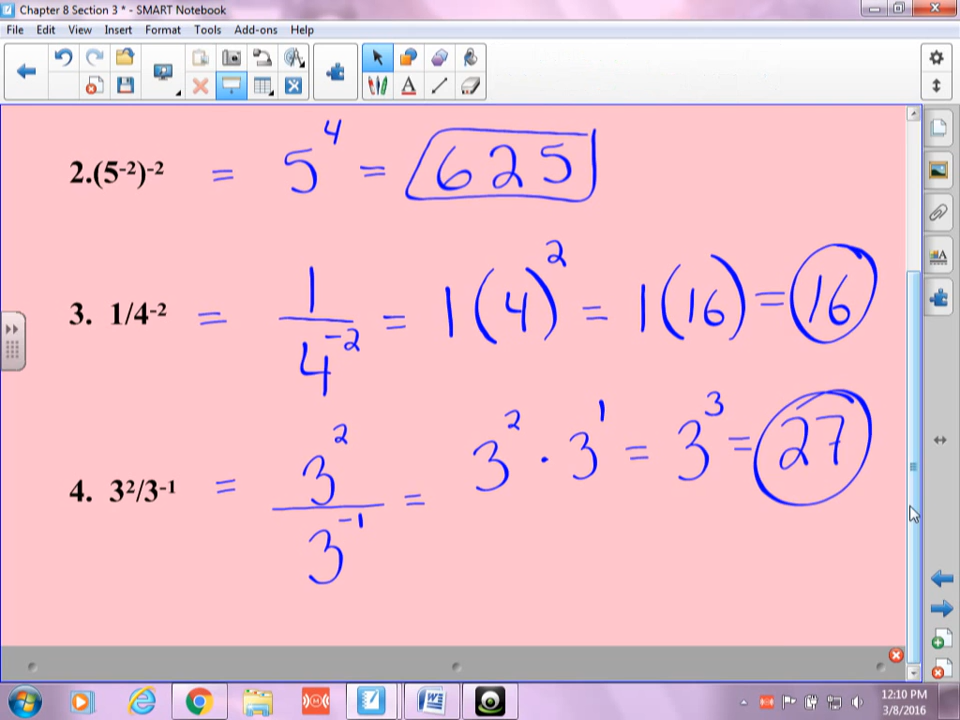 Chapter 8 Section 3 * - SMART Notebook
File Edit View Insert Format Tools Add-ons Help
2.(5⁻²)⁻² = 5⁴ = 625
3. 1/4⁻² = 1/4⁻² = 1(4)² = 1(16) = 16
4. 3²/3⁻¹ = 3²/3⁻¹ = 3² · 3¹ = 3³ = 27
12:10 PM
3/8/2016